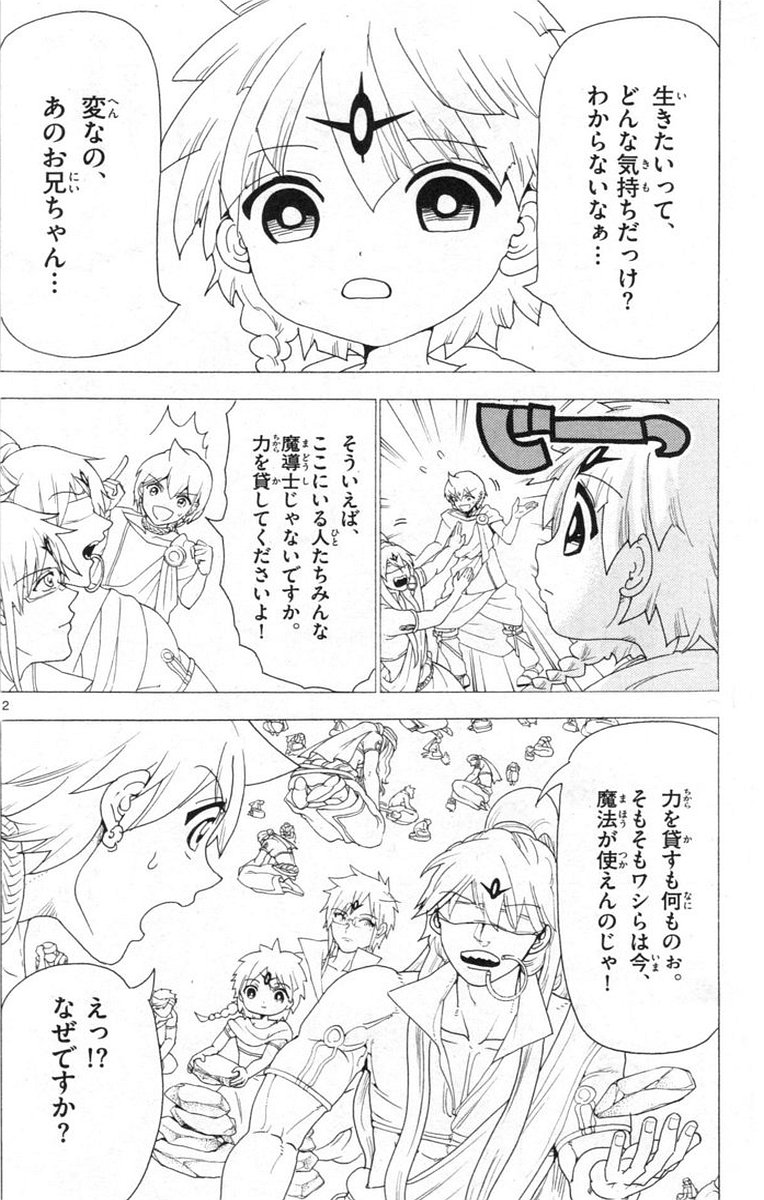 生きたいって、
どんな気持ちだっけ？
わからないなぁ…
変なの、
あのお兄ちゃん…
そういえば、
ここにいる人たちみんな
魔導士じゃないですか。
力を貸してくださいよ！
2
力を貸すも何ものぉ。
そもそもワシらは今、
魔法が使えんのじゃ！
えっ!?
なぜですか？